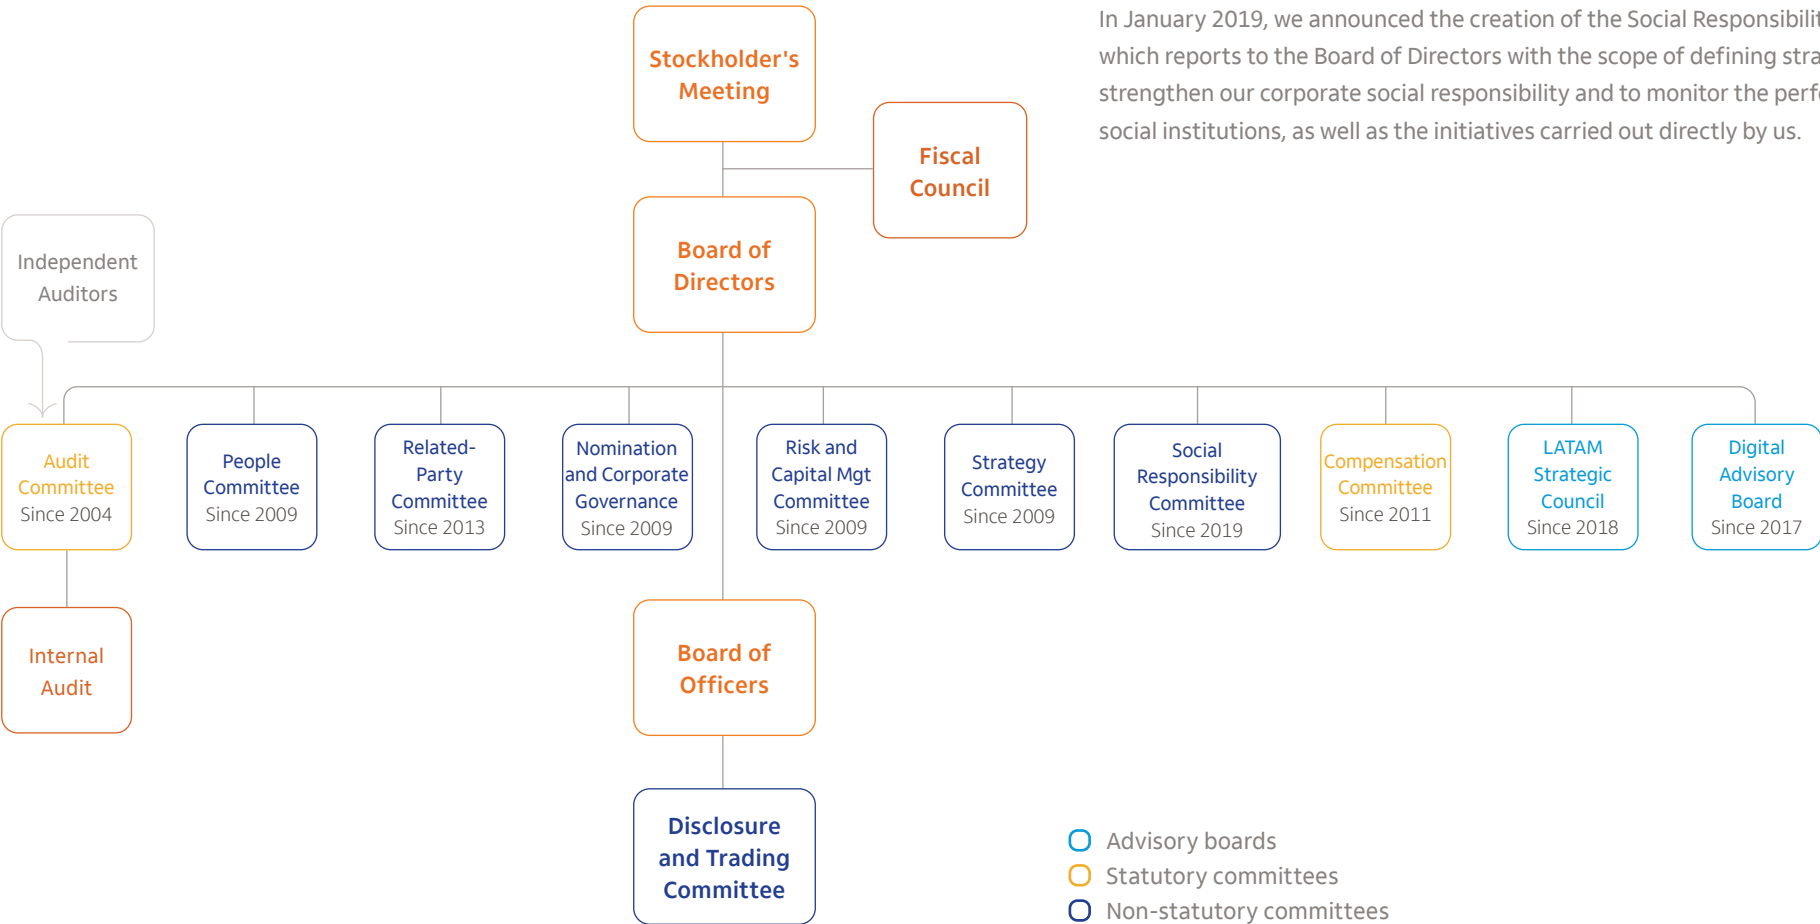 In January 2019, we announced the creation of the Social
which reports to the Board of Directors with the scope of defining
strengthen our corporate social responsibility and to monitor the
social institutions, as well as the initiatives carried out directly by us.
Stockholder's
Meeting
Fiscal
Council
Board of
Directors
Independent
Auditors
Audit
Committee
Since 2004
People
Committee
Since 2009
Related-
Party
Committee
Since 2013
Nomination
and Corporate
Governance
Since 2009
Risk and
Capital Mgt
Committee
Since 2009
Strategy
Committee
Since 2009
Social
Responsibility
Committee
Since 2019
Compensation
Committee
Since 2011
LATAM
Strategic
Council
Since 2018
Digital
Advisory
Board
Since 2017
Internal
Audit
Board of
Officers
Disclosure
and Trading
Committee
Advisory boards
Statutory committees
Non-statutory committees